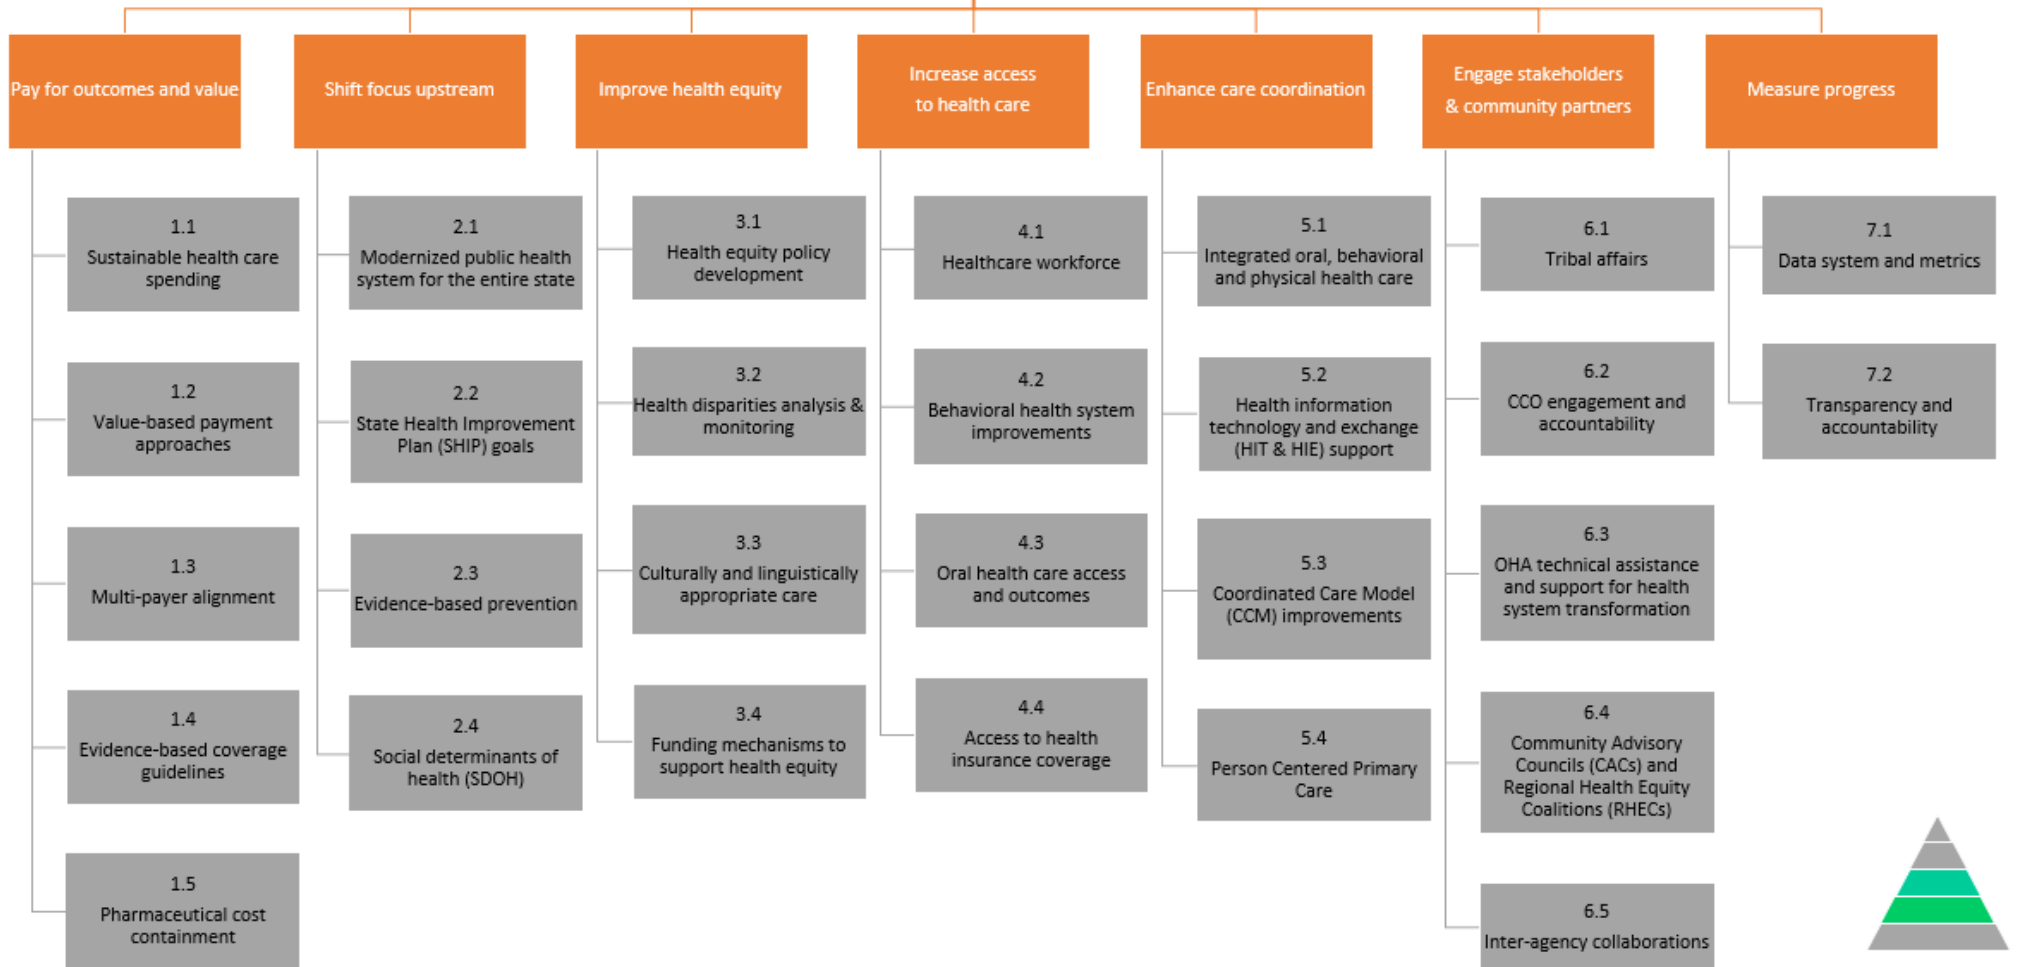 Pay for outcomes and value
Shift focus upstream
Improve health equity
Increase access
to health care
Enhance care coordination
Engage stakeholders
& community partners
Measure progress
1.1
Sustainable health care
spending
1.2
Value-based payment
approaches
1.3
Multi-payer alignment
1.4
Evidence-based coverage
guidelines
1.5
Pharmaceutical cost
containment
2.1
Modernized public health
system for the entire state
2.2
State Health Improvement
Plan (SHIP) goals
2.3
Evidence-based prevention
2.4
Social determinants of
health (SDOH)
3.1
Health equity policy
development
3.2
Health disparities analysis &
monitoring
3.3
Culturally and linguistically
appropriate care
3.4
Funding mechanisms to
support health equity
4.1
Healthcare workforce
4.2
Behavioral health system
improvements
4.3
Oral health care access
and outcomes
4.4
Access to health
insurance coverage
5.1
Integrated oral, behavioral
and physical health care
5.2
Health information
technology and exchange
(HIT & HIE) support
5.3
Coordinated Care Model
(CCM) improvements
5.4
Person Centered Primary
Care
6.1
Tribal affairs
6.2
CCO engagement and
accountability
6.3
OHA technical assistance
and support for health
system transformation
6.4
Community Advisory
Councils (CACs) and
Regional Health Equity
Coalitions (RHECs)
6.5
Inter-agency collaborations
7.1
Data system and metrics
7.2
Transparency and
accountability